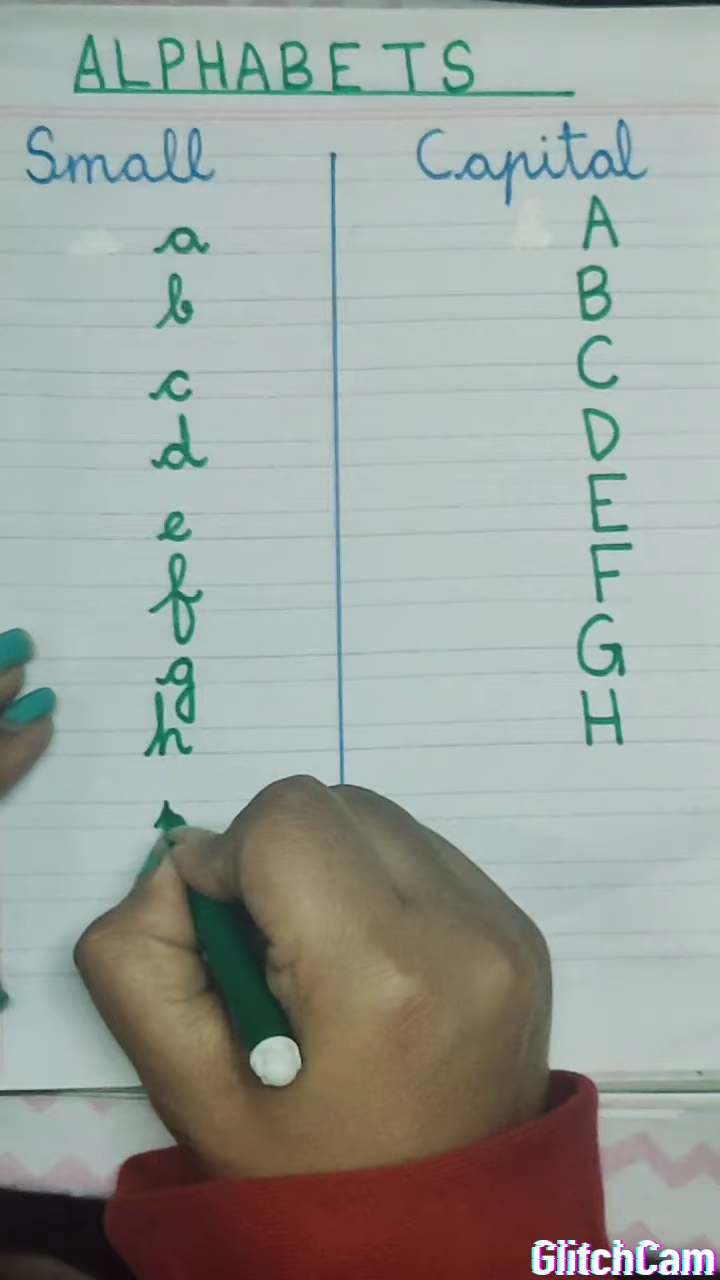 ALPHABETS
Small Capital
a A
b B
c C
d D
e E
f F
g G
h H
GlitchCam